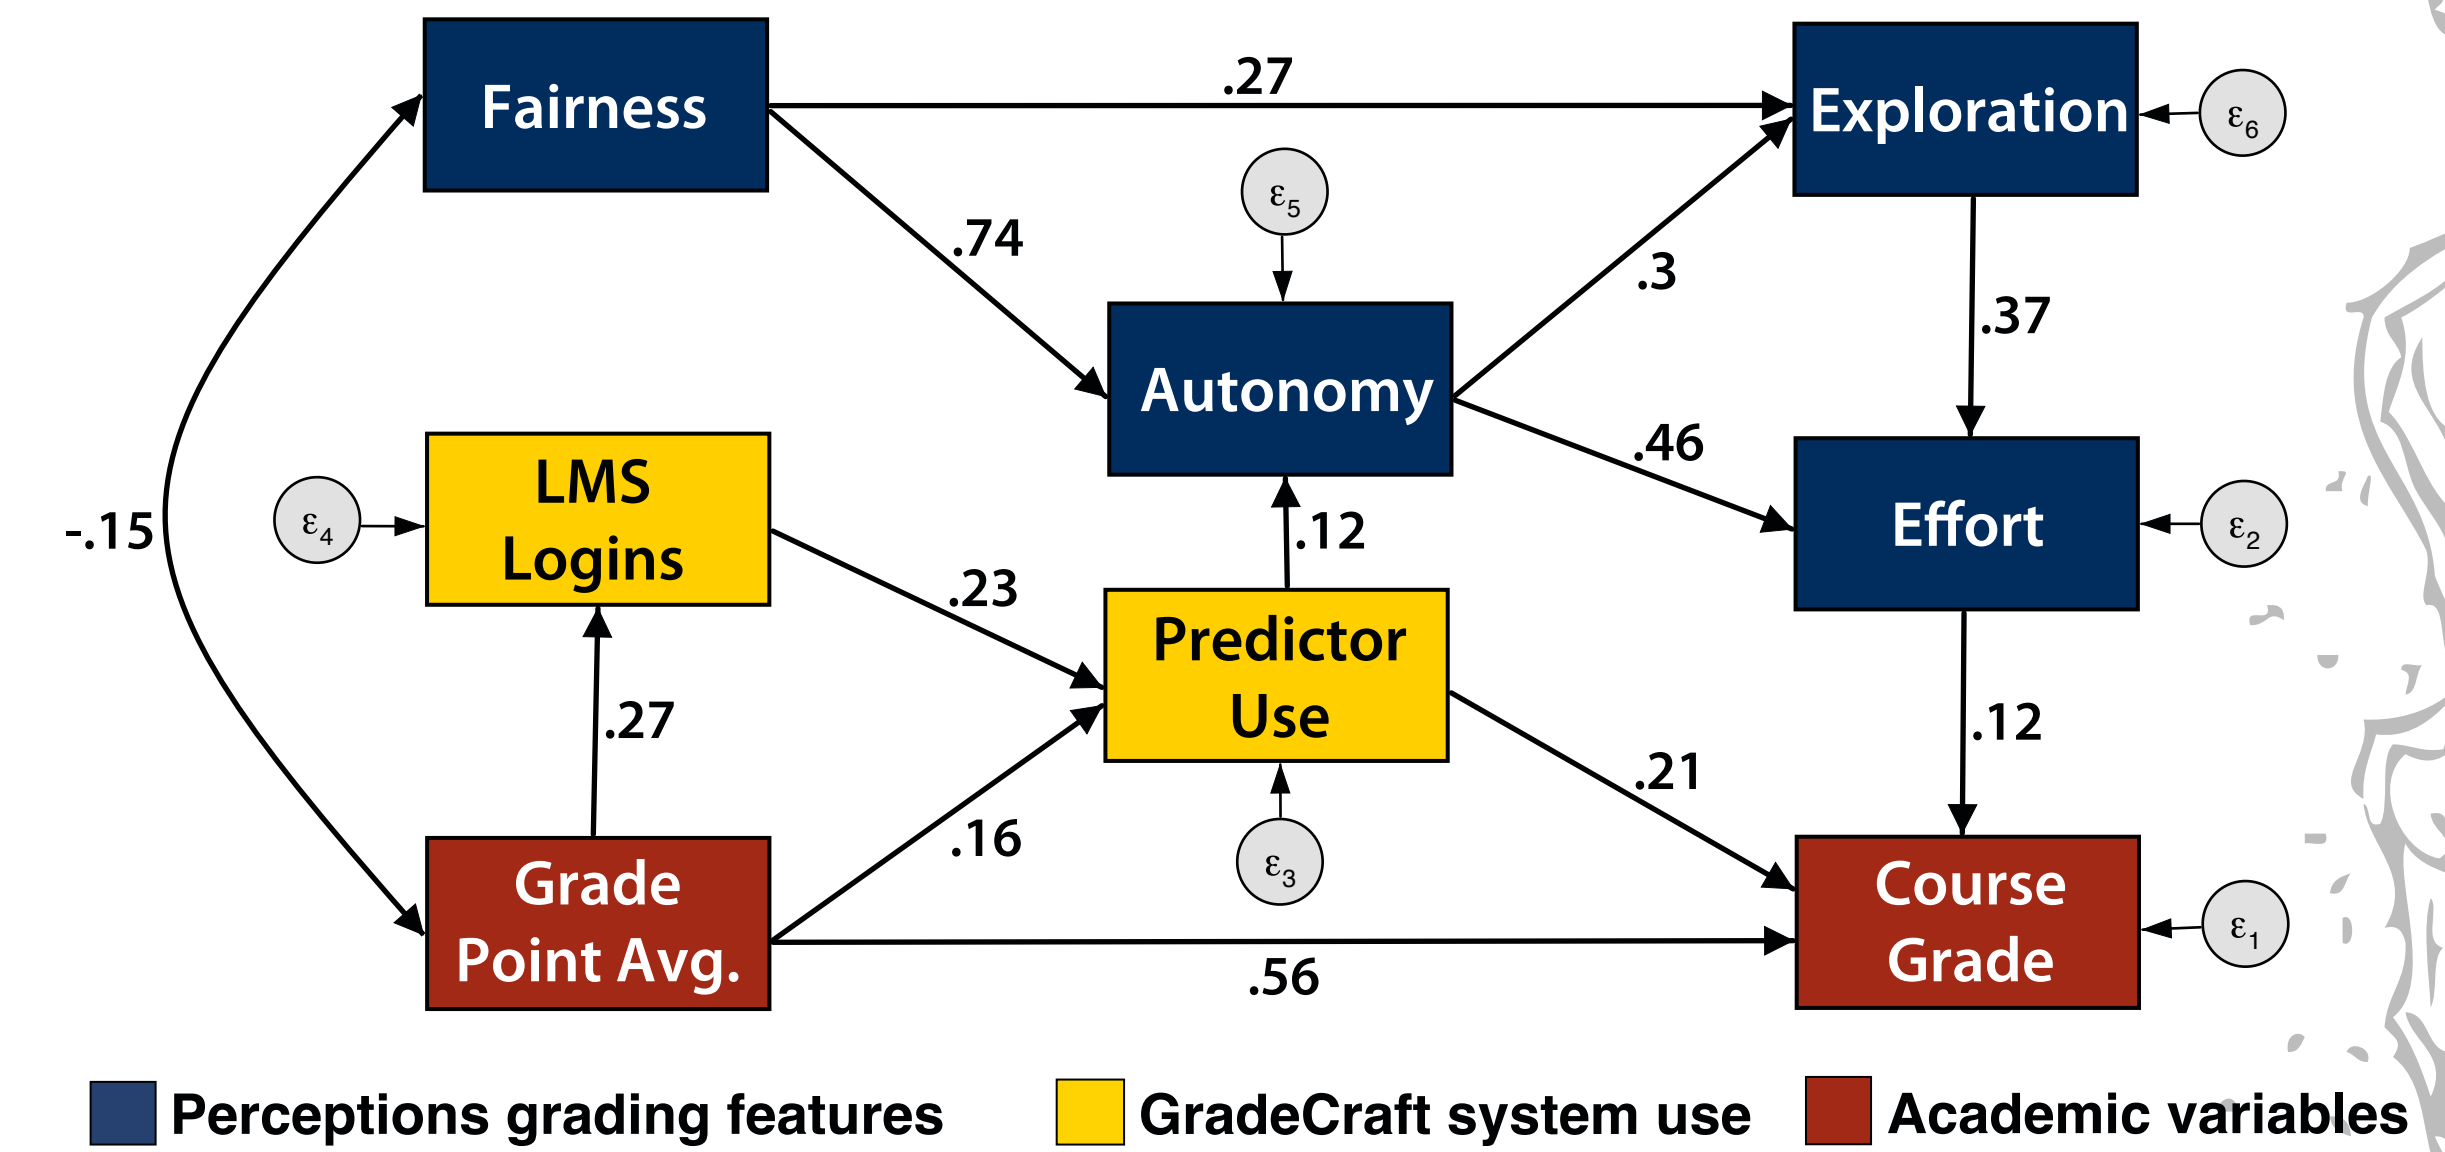 Fairness
.27
Exploration
ε6
ε5
.74
.3
.37
Autonomy
LMS
Logins
ε4
-.15
.46
Effort
ε2
.12
.23
Predictor
Use
.27
.12
.21
.16
ε3
Grade
Point Avg.
Course
Grade
ε1
.56
Perceptions grading features
GradeCraft system use
Academic variables